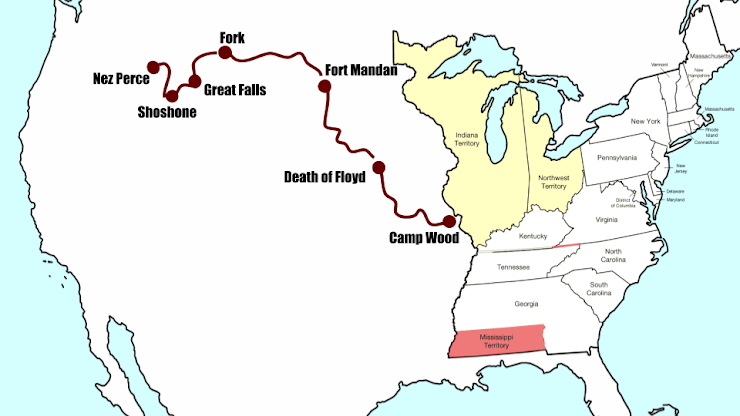 Fork
Nez Perce
Great Falls
Shoshone
Fort Mandan
Death of Floyd
Camp Wood
Indiana
Territory
Northwest
Territory
Massachusetts
Vermont
New
Hampshire
Massachusetts
New York
Rhode
Island
Connecticut
Pennsylvania
New
Jersey
Delaware
Maryland
District
of Columbia
Virginia
Kentucky
North
Carolina
Tennessee
South
Carolina
Georgia
Mississippi
Territory